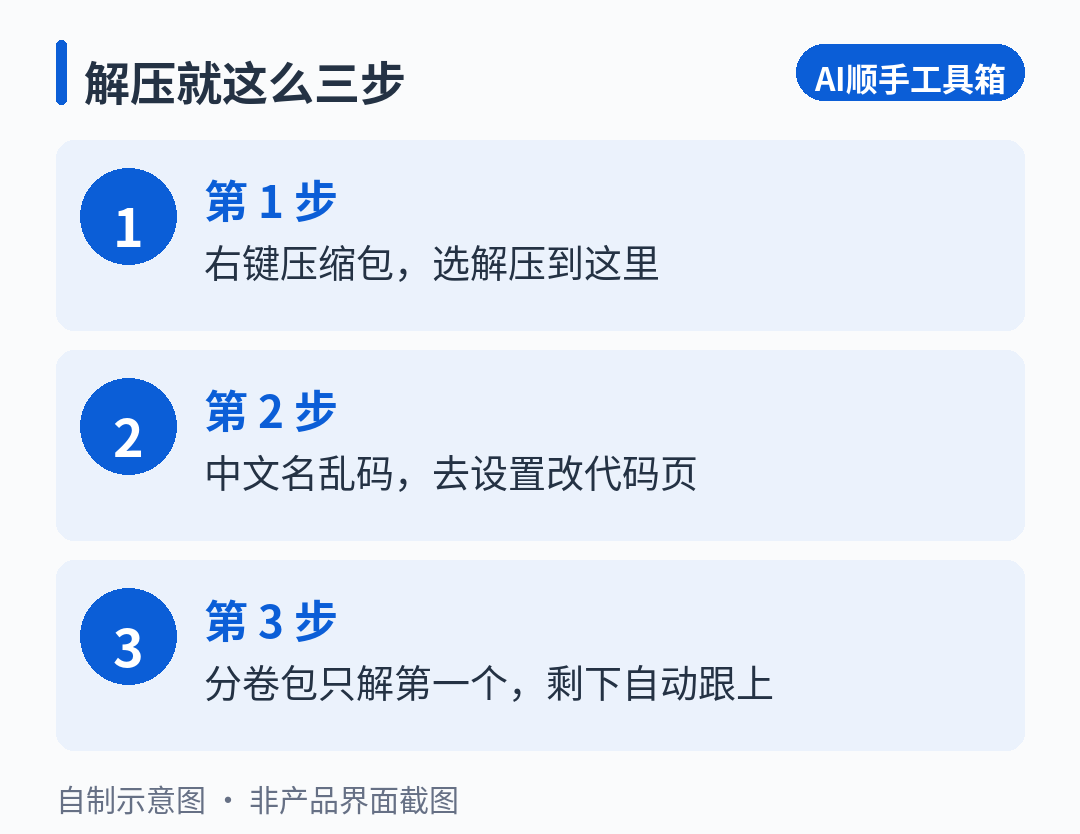 解压就这么三步
AI顺手工具箱
1
第 1 步
右键压缩包，选解压到这里
2
第 2 步
中文名乱码，去设置改代码页
3
第 3 步
分卷包只解第一个，剩下自动跟上
自制示意图 · 非产品界面截图